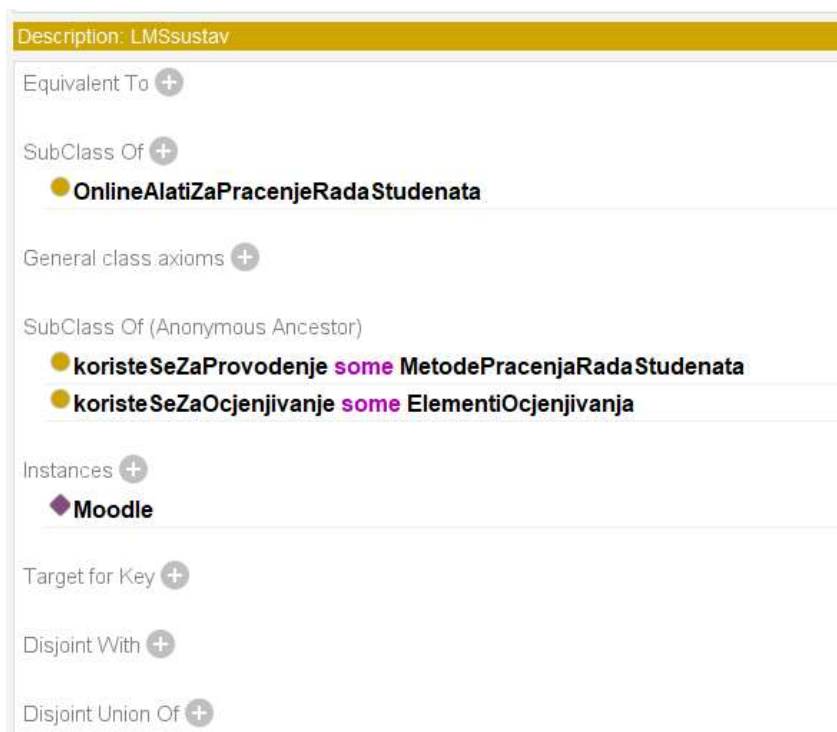 Description: LMSsustav
Equivalent To
SubClass Of
OnlineAlatiZaPracenjeRadaStudenata
General class axioms
SubClass Of (Anonymous Ancestor)
koristeSeZaProvodenje some MetodePracenjaRadaStudenata
koristeSeZaOcjenjivanje some ElementiOcjenjivanja
Instances
Moodle
Target for Key
Disjoint With
Disjoint Union Of